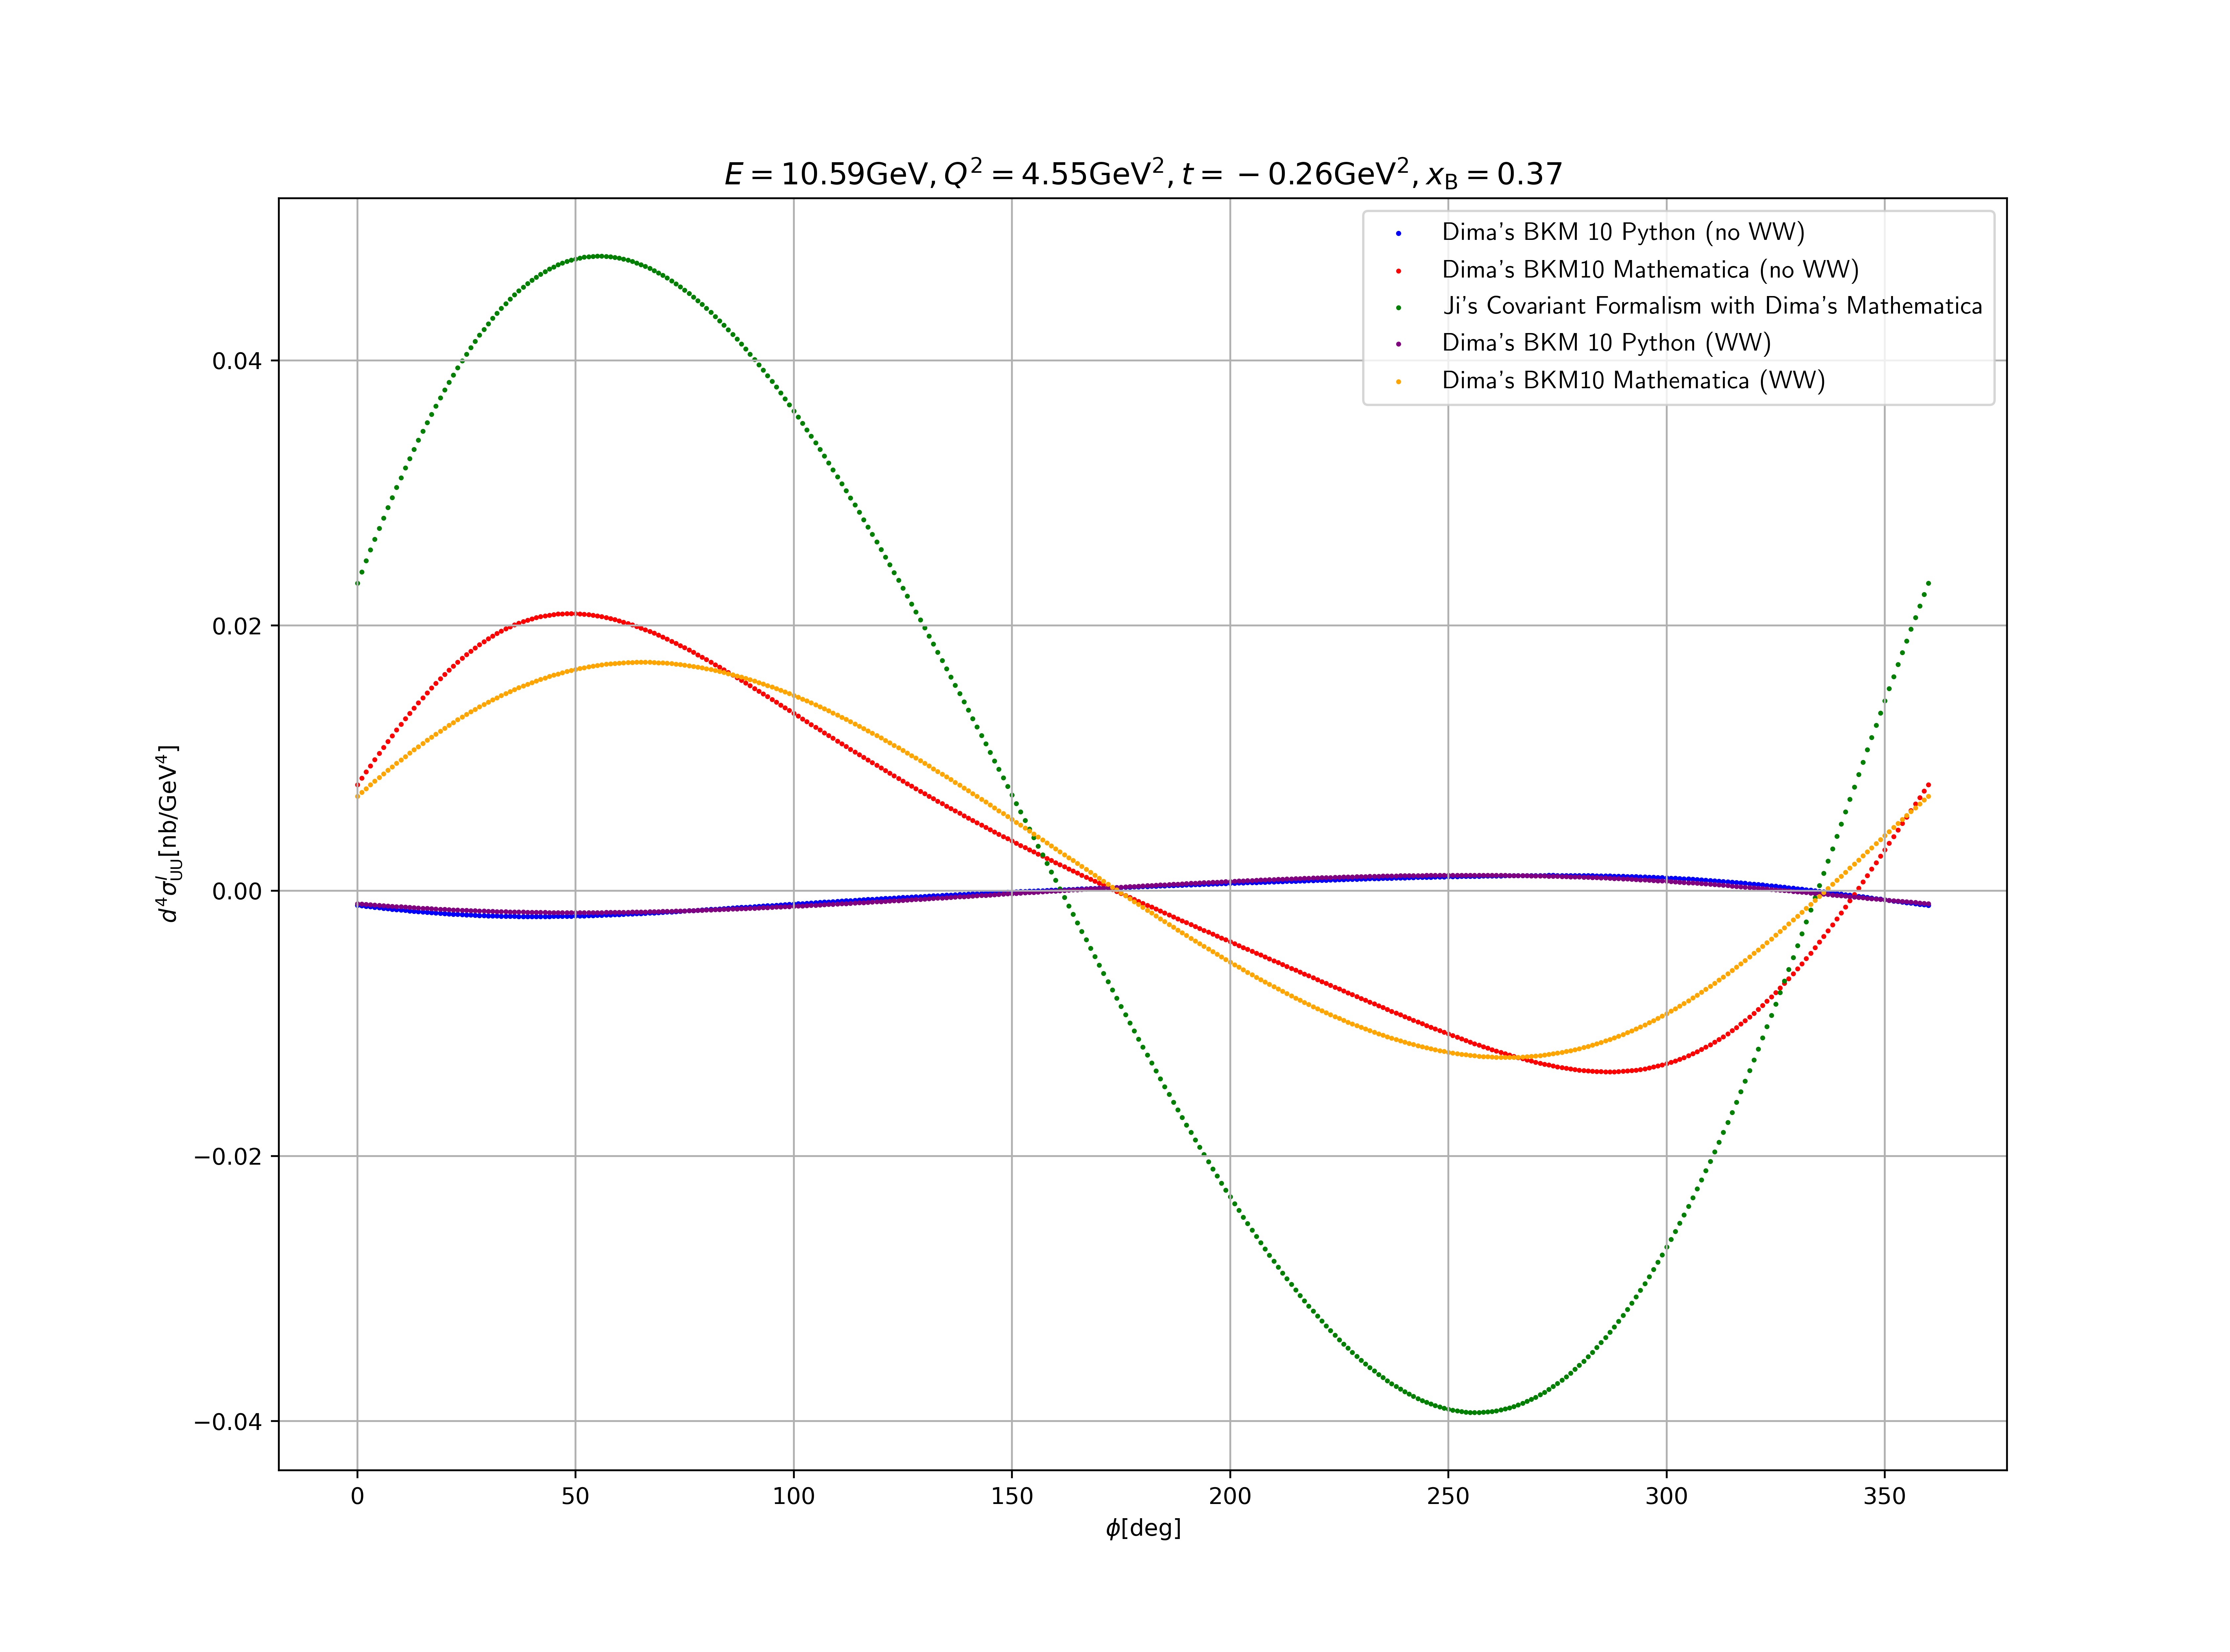 E = 10.59GeV, Q² = 4.55GeV², t = −0.26GeV², x_B = 0.37
Dima's BKM 10 Python (no WW)
Dima's BKM10 Mathematica (no WW)
Ji's Covariant Formalism with Dima's Mathematica
Dima's BKM 10 Python (WW)
Dima's BKM10 Mathematica (WW)
d⁴σ^I_UU[nb/GeV⁴]
0.04
0.02
0.00
−0.02
−0.04
0 50 100 150 200 250 300 350
ϕ[deg]